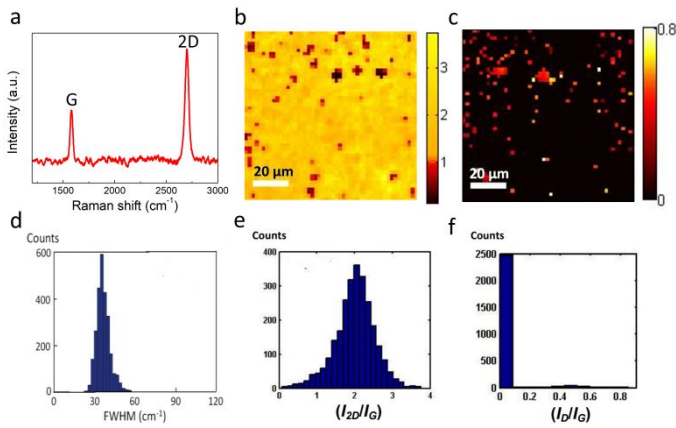 a
G
2D
Intensity (a.u.)
1500 2000 2500 3000
Raman shift (cm⁻¹)
b
20 µm
3
2
1
c
20 µm
0.8
0
d
Counts
600
400
200
0
0 30 60 90 120
FWHM (cm⁻¹)
e
Counts
400
300
200
100
0
0 1 2 3 4
(I2D/IG)
f
Counts
2500
2000
1500
1000
500
0
0 0.2 0.4 0.6 0.8
(ID/IG)